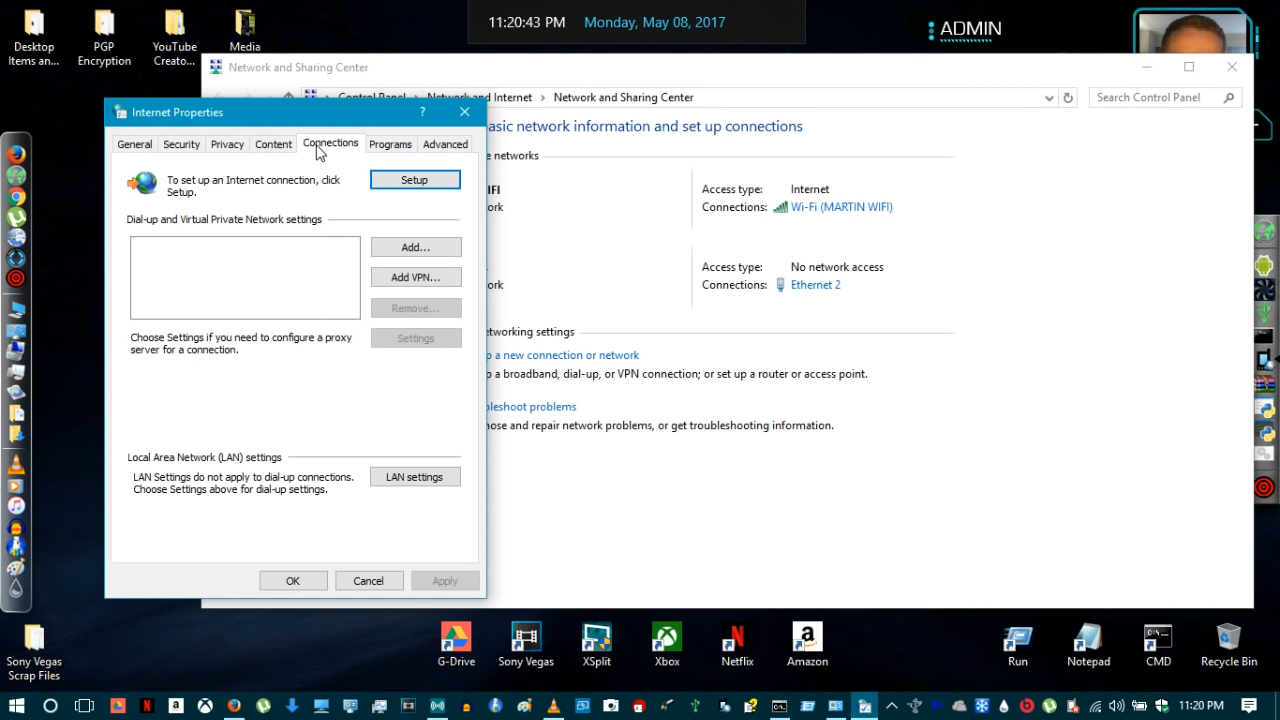 11:20:43 PM Monday, May 08, 2017
ADMIN
Desktop
Items an...
PGP
Encryption
YouTube
Creato...
Media
Network and Sharing Center
Control Panel > Network and Internet > Network and Sharing Center
Search Control Panel
Internet Properties
General Security Privacy Content Connections Programs Advanced
To set up an Internet connection, click
Setup.
Setup
Dial-up and Virtual Private Network settings
Add...
Add VPN...
Remove...
Choose Settings if you need to configure a proxy
server for a connection.
Settings
Local Area Network (LAN) settings
LAN Settings do not apply to dial-up connections.
Choose Settings above for dial-up settings.
LAN settings
OK Cancel Apply
asic network information and set up connections
e networks
IFI
ork
Access type: Internet
Connections: Wi-Fi (MARTIN WIFI)
ork
Access type: No network access
Connections: Ethernet 2
etworking settings
p a new connection or network
p a broadband, dial-up, or VPN connection; or set up a router or access point.
bleshoot problems
nose and repair network problems, or get troubleshooting information.
Sony Vegas
Scrap Files
G-Drive
Sony Vegas
XSplit
Xbox
Netflix
Amazon
Run
Notepad
CMD
Recycle Bin
11:20 PM